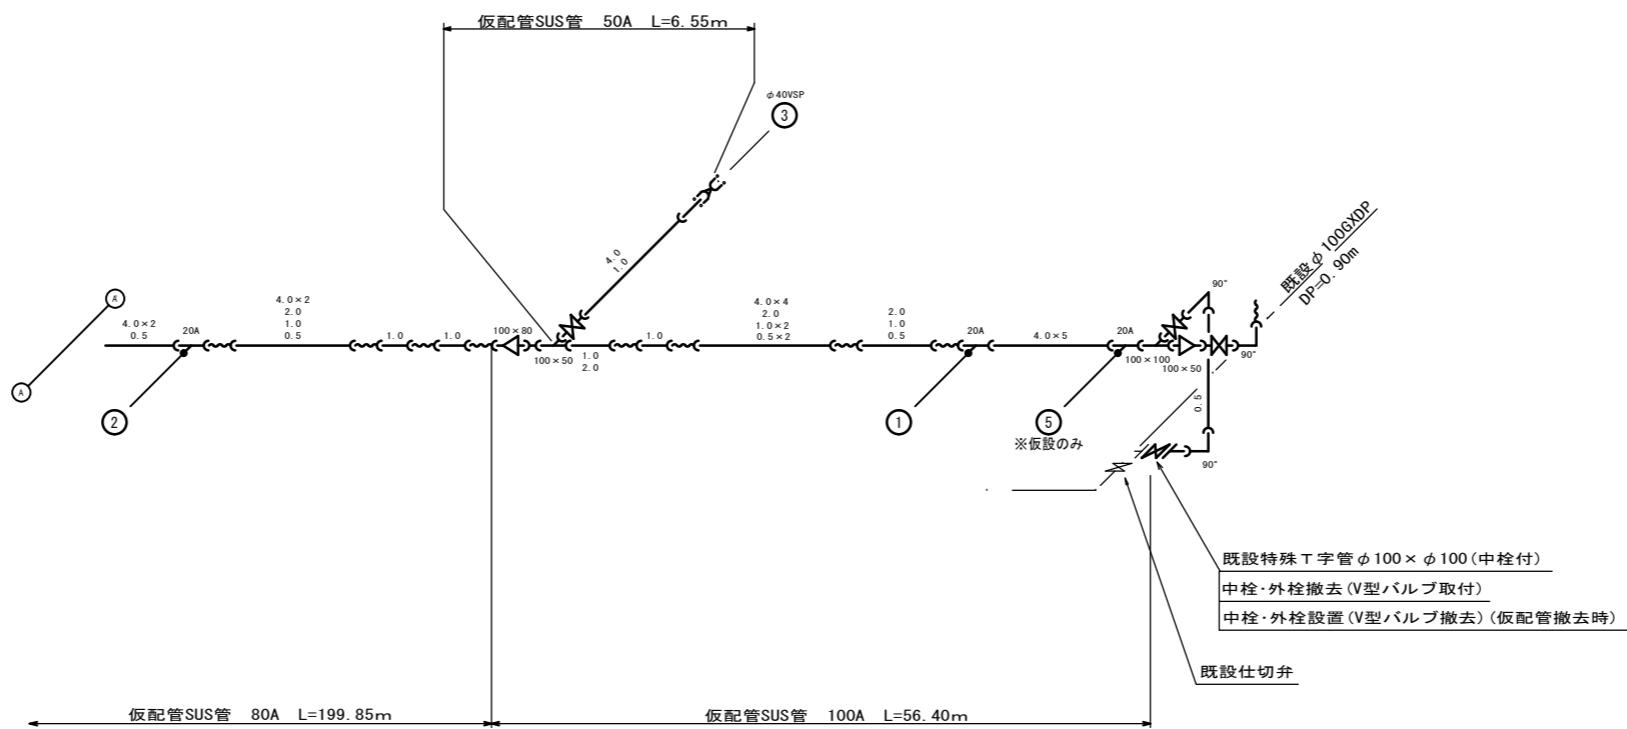 仮配管SUS管 50A L=6.55m
φ40VSP
3
既設φ100GXDP
DP=0.90m
4.0
1.0
A'
A
4.0×2
0.5
20A
4.0×2
2.0
1.0
0.5
1.0
1.0
100×80
100×50
1.0
2.0
1.0
4.0×4
2.0
1.0×2
0.5×2
2.0
1.0
0.5
20A
4.0×5
20A
100×100
100×50
90°
90°
0.5
90°
2
1
5
※仮設のみ
既設特殊T字管φ100×φ100(中栓付)
中栓・外栓撤去(V型バルブ取付)
中栓・外栓設置(V型バルブ撤去)(仮配管撤去時)
既設仕切弁
仮配管SUS管 80A L=199.85m
仮配管SUS管 100A L=56.40m